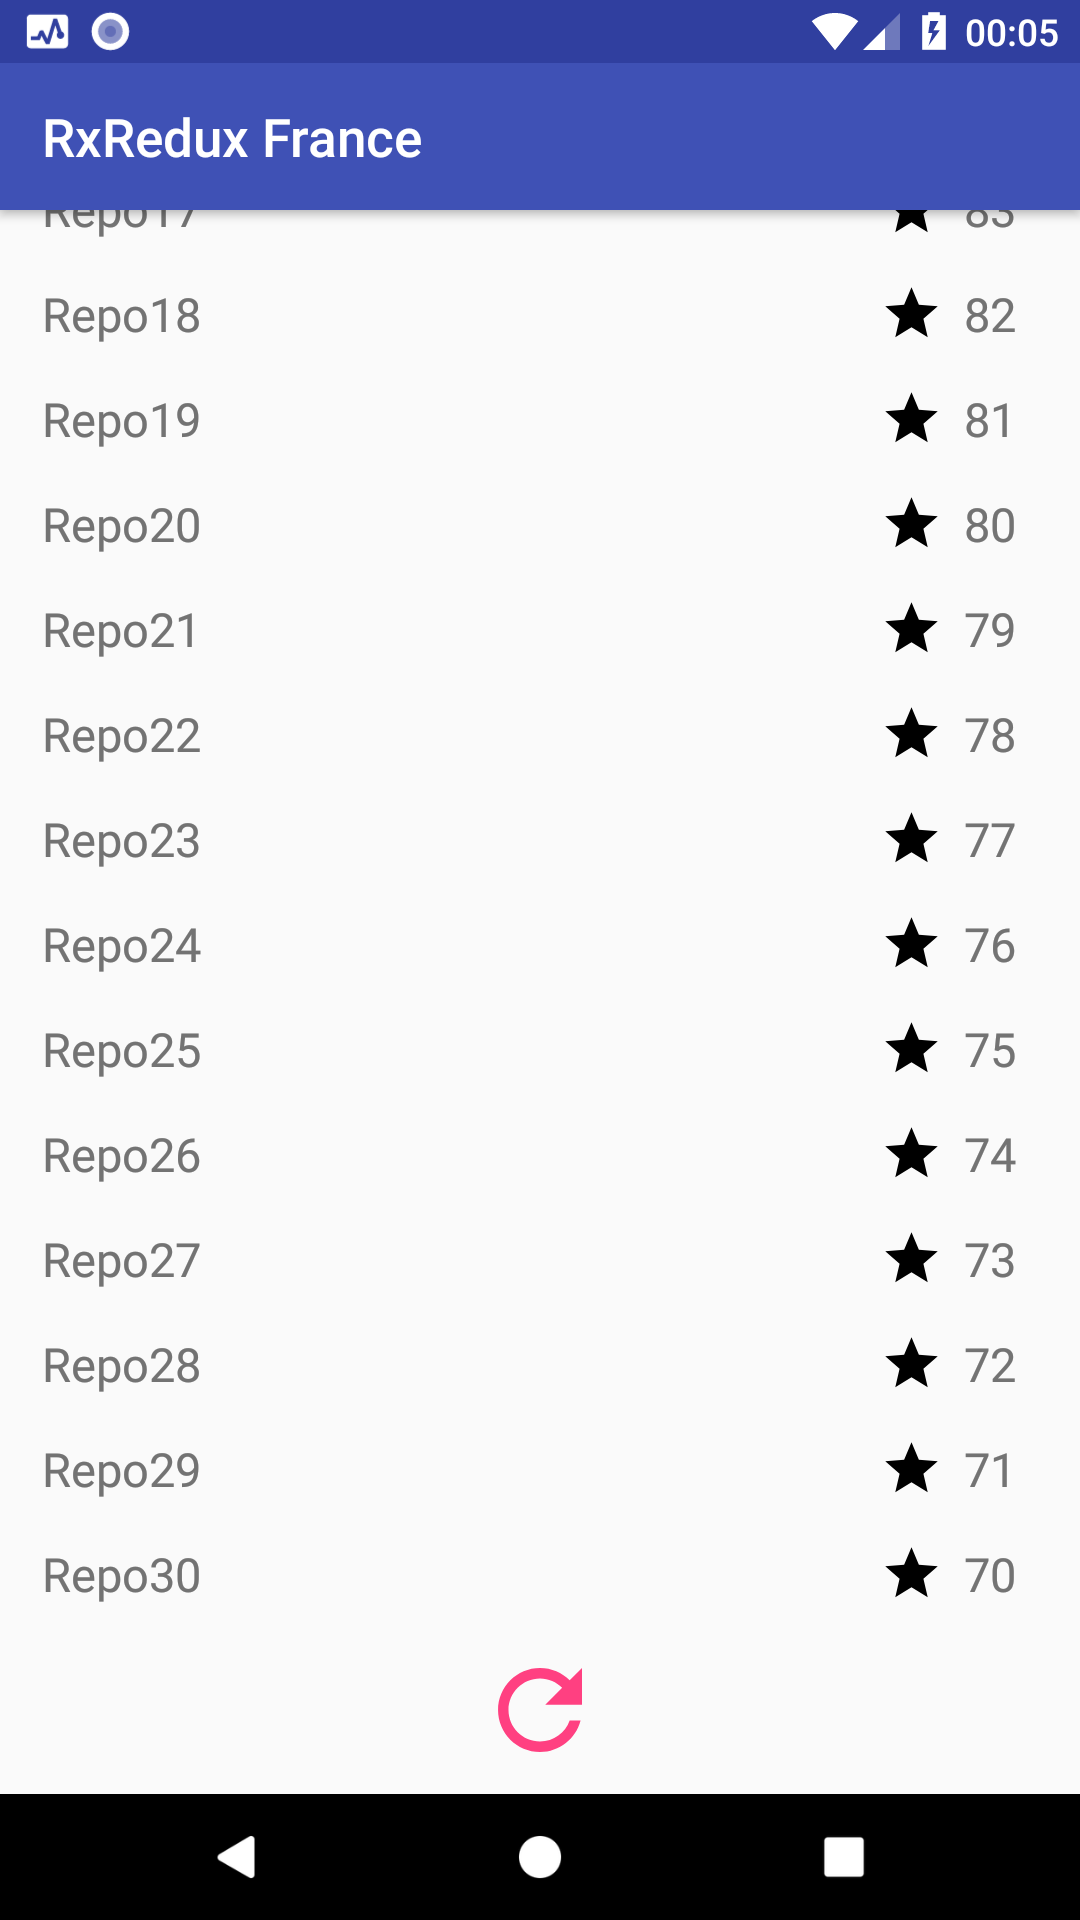 00:05
RxRedux France
Repo17 83
Repo18 82
Repo19 81
Repo20 80
Repo21 79
Repo22 78
Repo23 77
Repo24 76
Repo25 75
Repo26 74
Repo27 73
Repo28 72
Repo29 71
Repo30 70